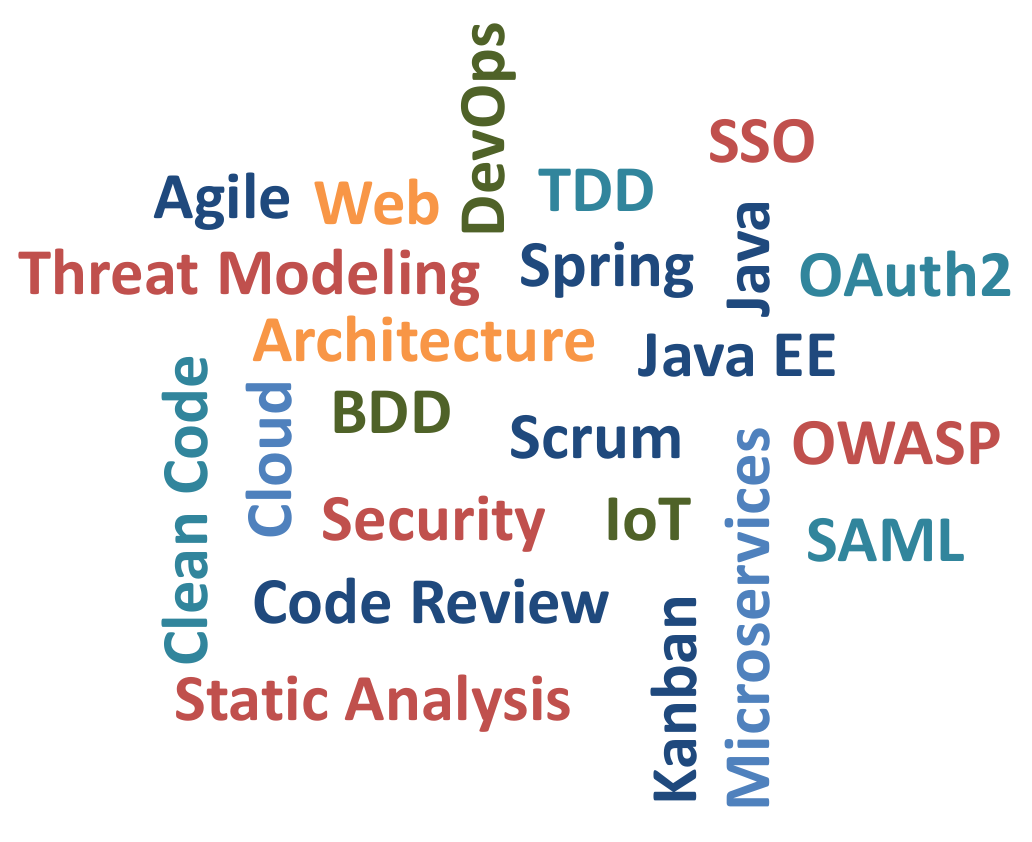 DevOps
SSO
Agile
Web
TDD
Java
Threat Modeling
Spring
OAuth2
Architecture
Java EE
Clean Code
Cloud
BDD
Scrum
OWASP
Microservices
Security
IoT
SAML
Code Review
Kanban
Static Analysis